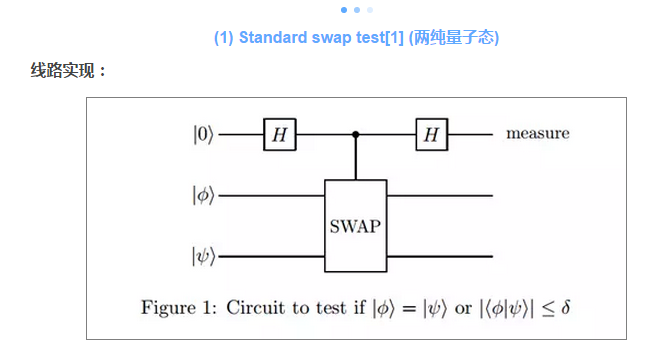 (1) Standard swap test[1] (两纯量子态)
线路实现：
|0⟩ H H measure
|ϕ⟩
SWAP
|ψ⟩
Figure 1: Circuit to test if |ϕ⟩ = |ψ⟩ or |⟨ϕ|ψ⟩| ≤ δ